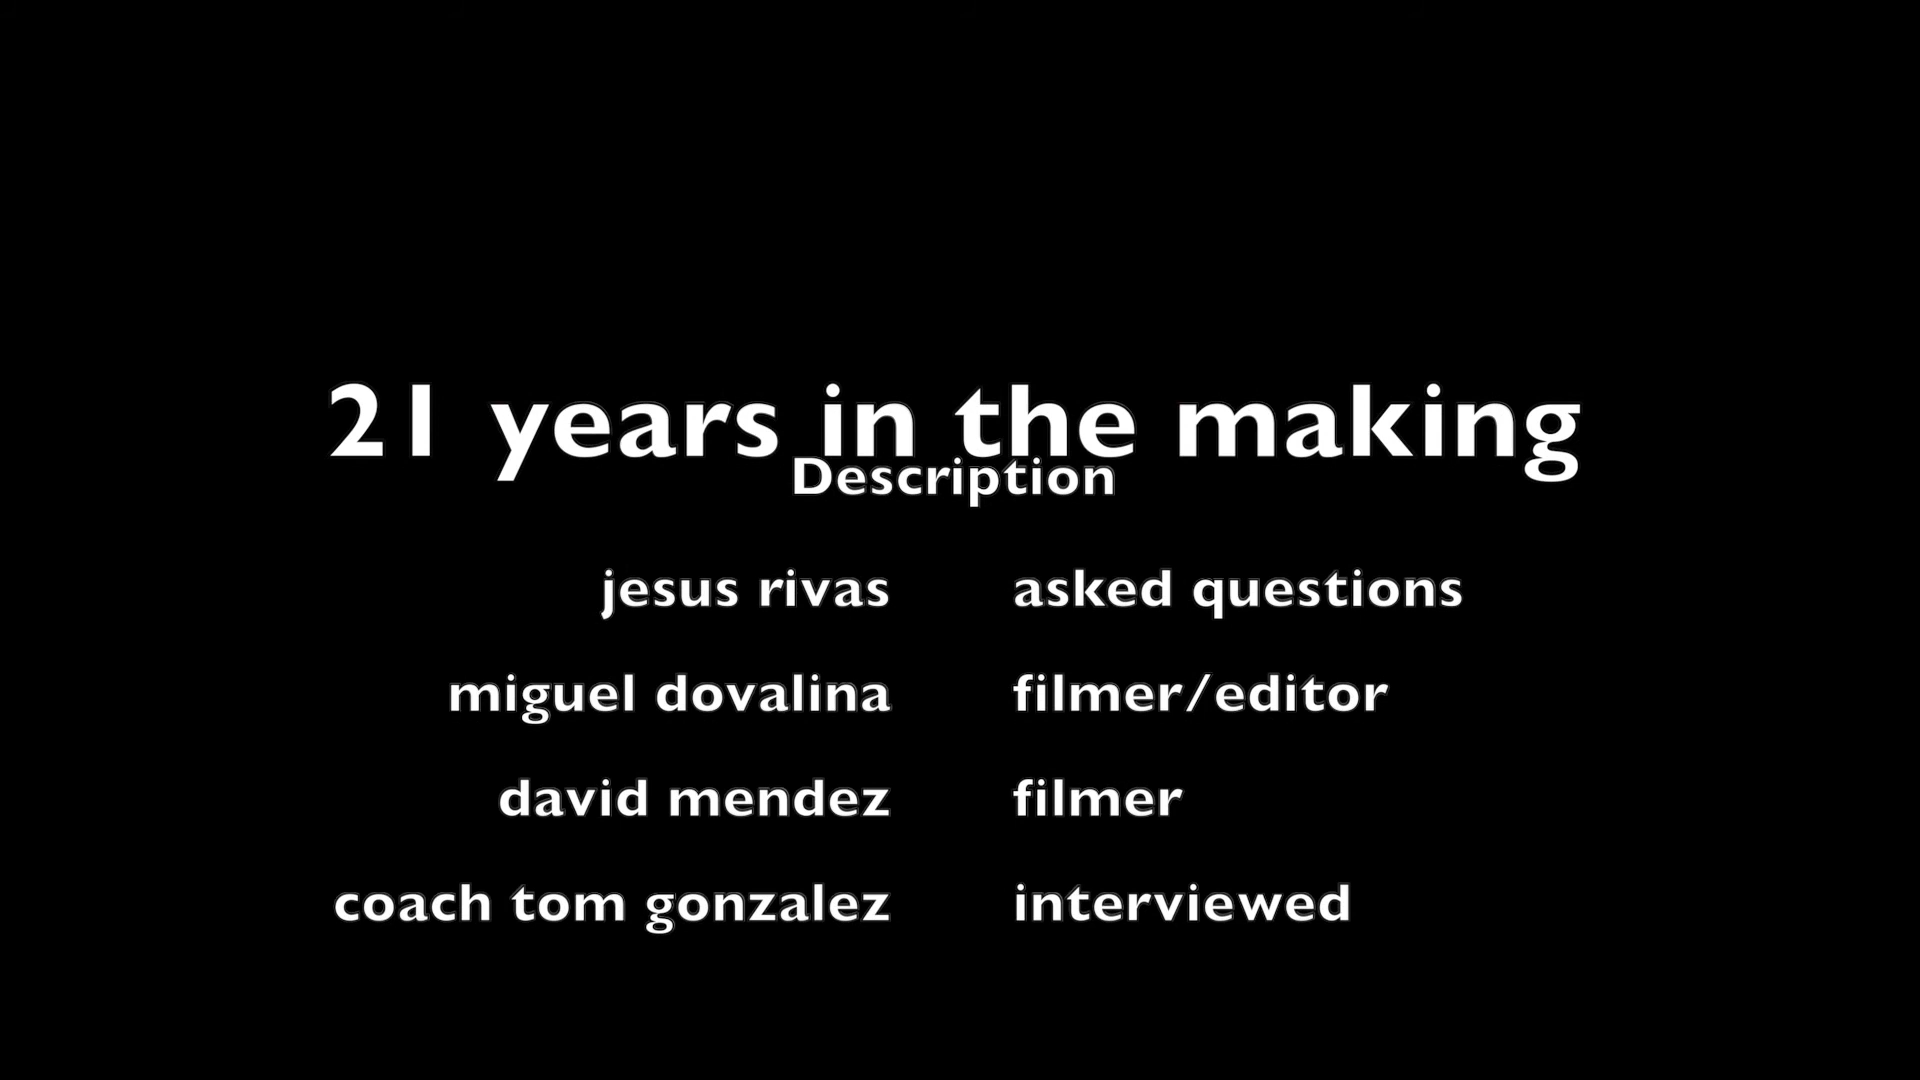 21 years in the making
Description
jesus rivas asked questions
miguel dovalina filmer/editor
david mendez filmer
coach tom gonzalez interviewed